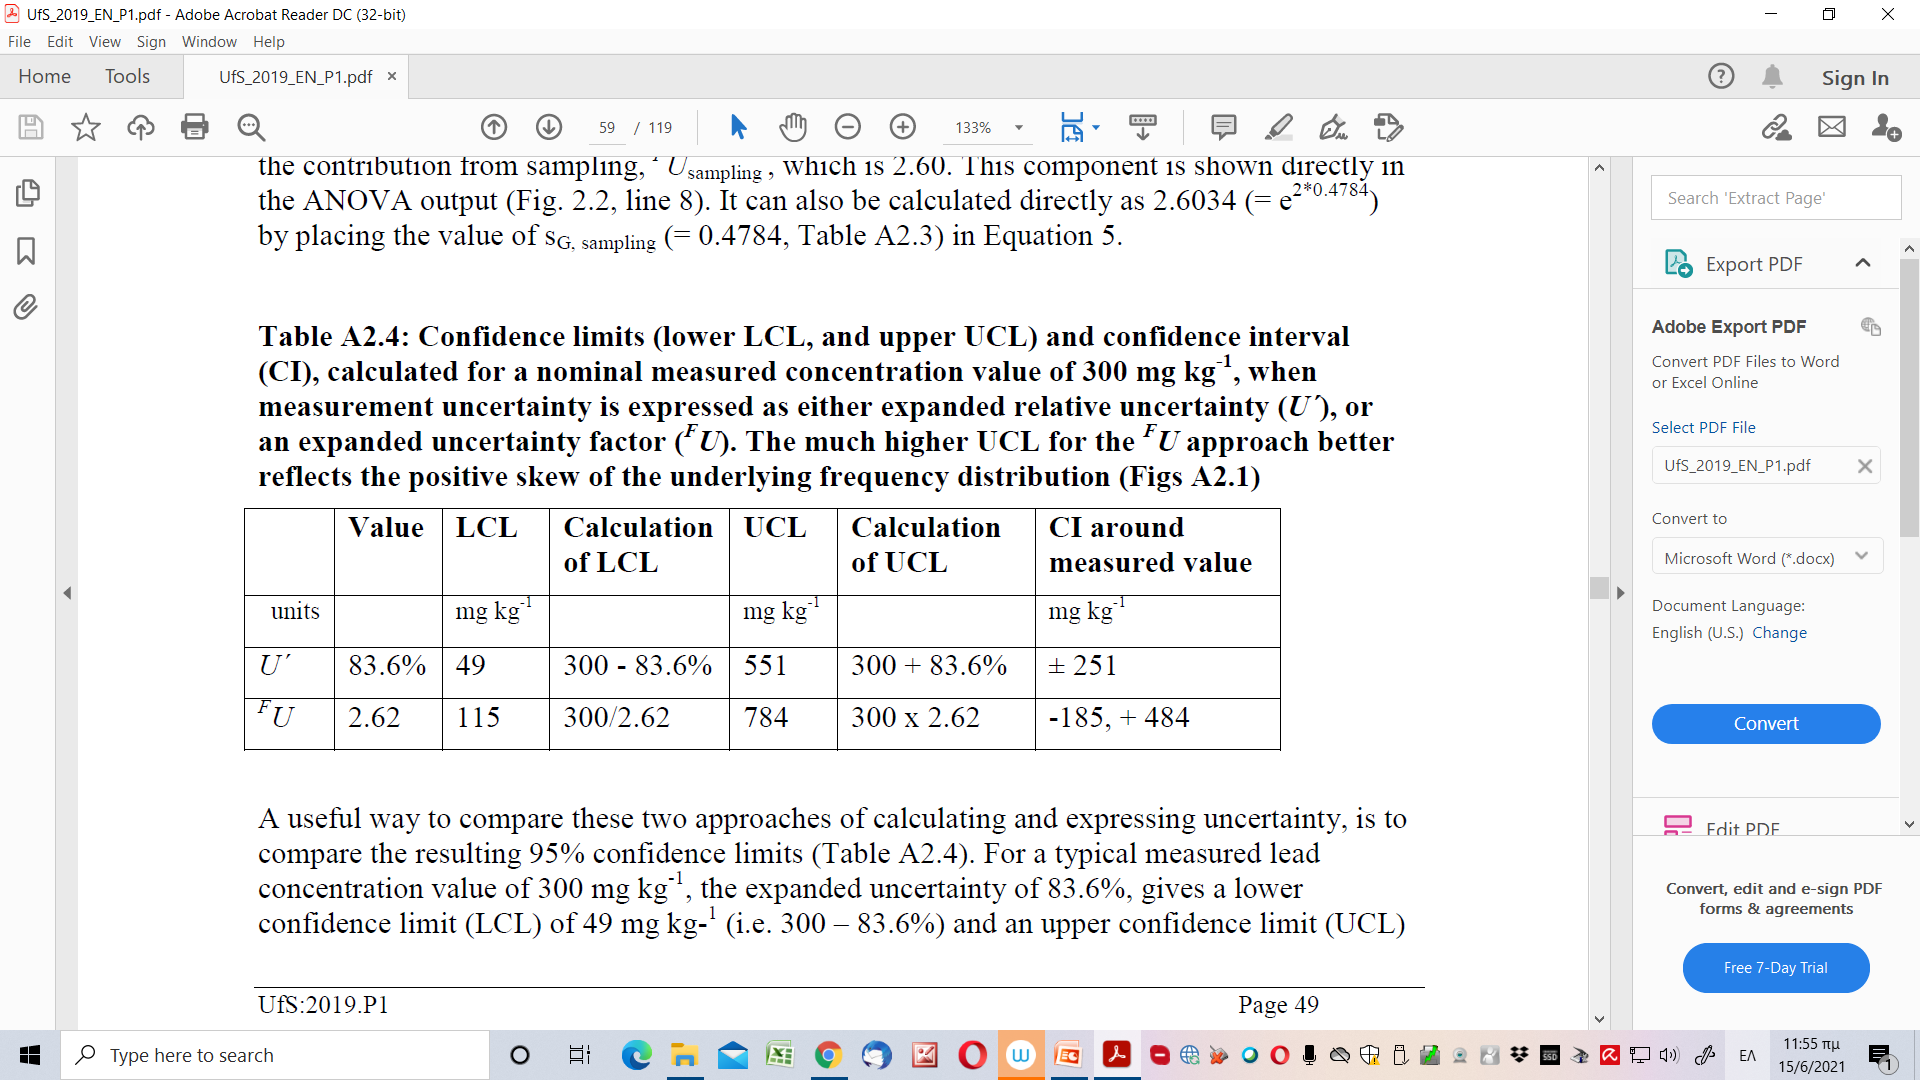 UfS_2019_EN_P1.pdf - Adobe Acrobat Reader DC (32-bit)
File Edit View Sign Window Help
Home Tools UfS_2019_EN_P1.pdf × Sign In
59 / 119 133%
the contribution from sampling, FUsampling , which is 2.60. This component is shown directly in
the ANOVA output (Fig. 2.2, line 8). It can also be calculated directly as 2.6034 (= e^2*0.4784)
by placing the value of sG, sampling (= 0.4784, Table A2.3) in Equation 5.
Table A2.4: Confidence limits (lower LCL, and upper UCL) and confidence interval
(CI), calculated for a nominal measured concentration value of 300 mg kg-1, when
measurement uncertainty is expressed as either expanded relative uncertainty (U´), or
an expanded uncertainty factor (FU). The much higher UCL for the FU approach better
reflects the positive skew of the underlying frequency distribution (Figs A2.1)
Value LCL Calculation of LCL UCL Calculation of UCL CI around measured value
units mg kg-1 mg kg-1 mg kg-1
U´ 83.6% 49 300 - 83.6% 551 300 + 83.6% ± 251
FU 2.62 115 300/2.62 784 300 x 2.62 -185, + 484
A useful way to compare these two approaches of calculating and expressing uncertainty, is to
compare the resulting 95% confidence limits (Table A2.4). For a typical measured lead
concentration value of 300 mg kg-1, the expanded uncertainty of 83.6%, gives a lower
confidence limit (LCL) of 49 mg kg-1 (i.e. 300 – 83.6%) and an upper confidence limit (UCL)
UfS:2019.P1 Page 49
Search 'Extract Page'
Export PDF
Adobe Export PDF
Convert PDF Files to Word
or Excel Online
Select PDF File
UfS_2019_EN_P1.pdf
Convert to
Microsoft Word (*.docx)
Document Language:
English (U.S.) Change
Convert
Edit PDF
Convert, edit and e-sign PDF
forms & agreements
Free 7-Day Trial
Type here to search
ΕΛ
11:55 πμ
15/6/2021
1